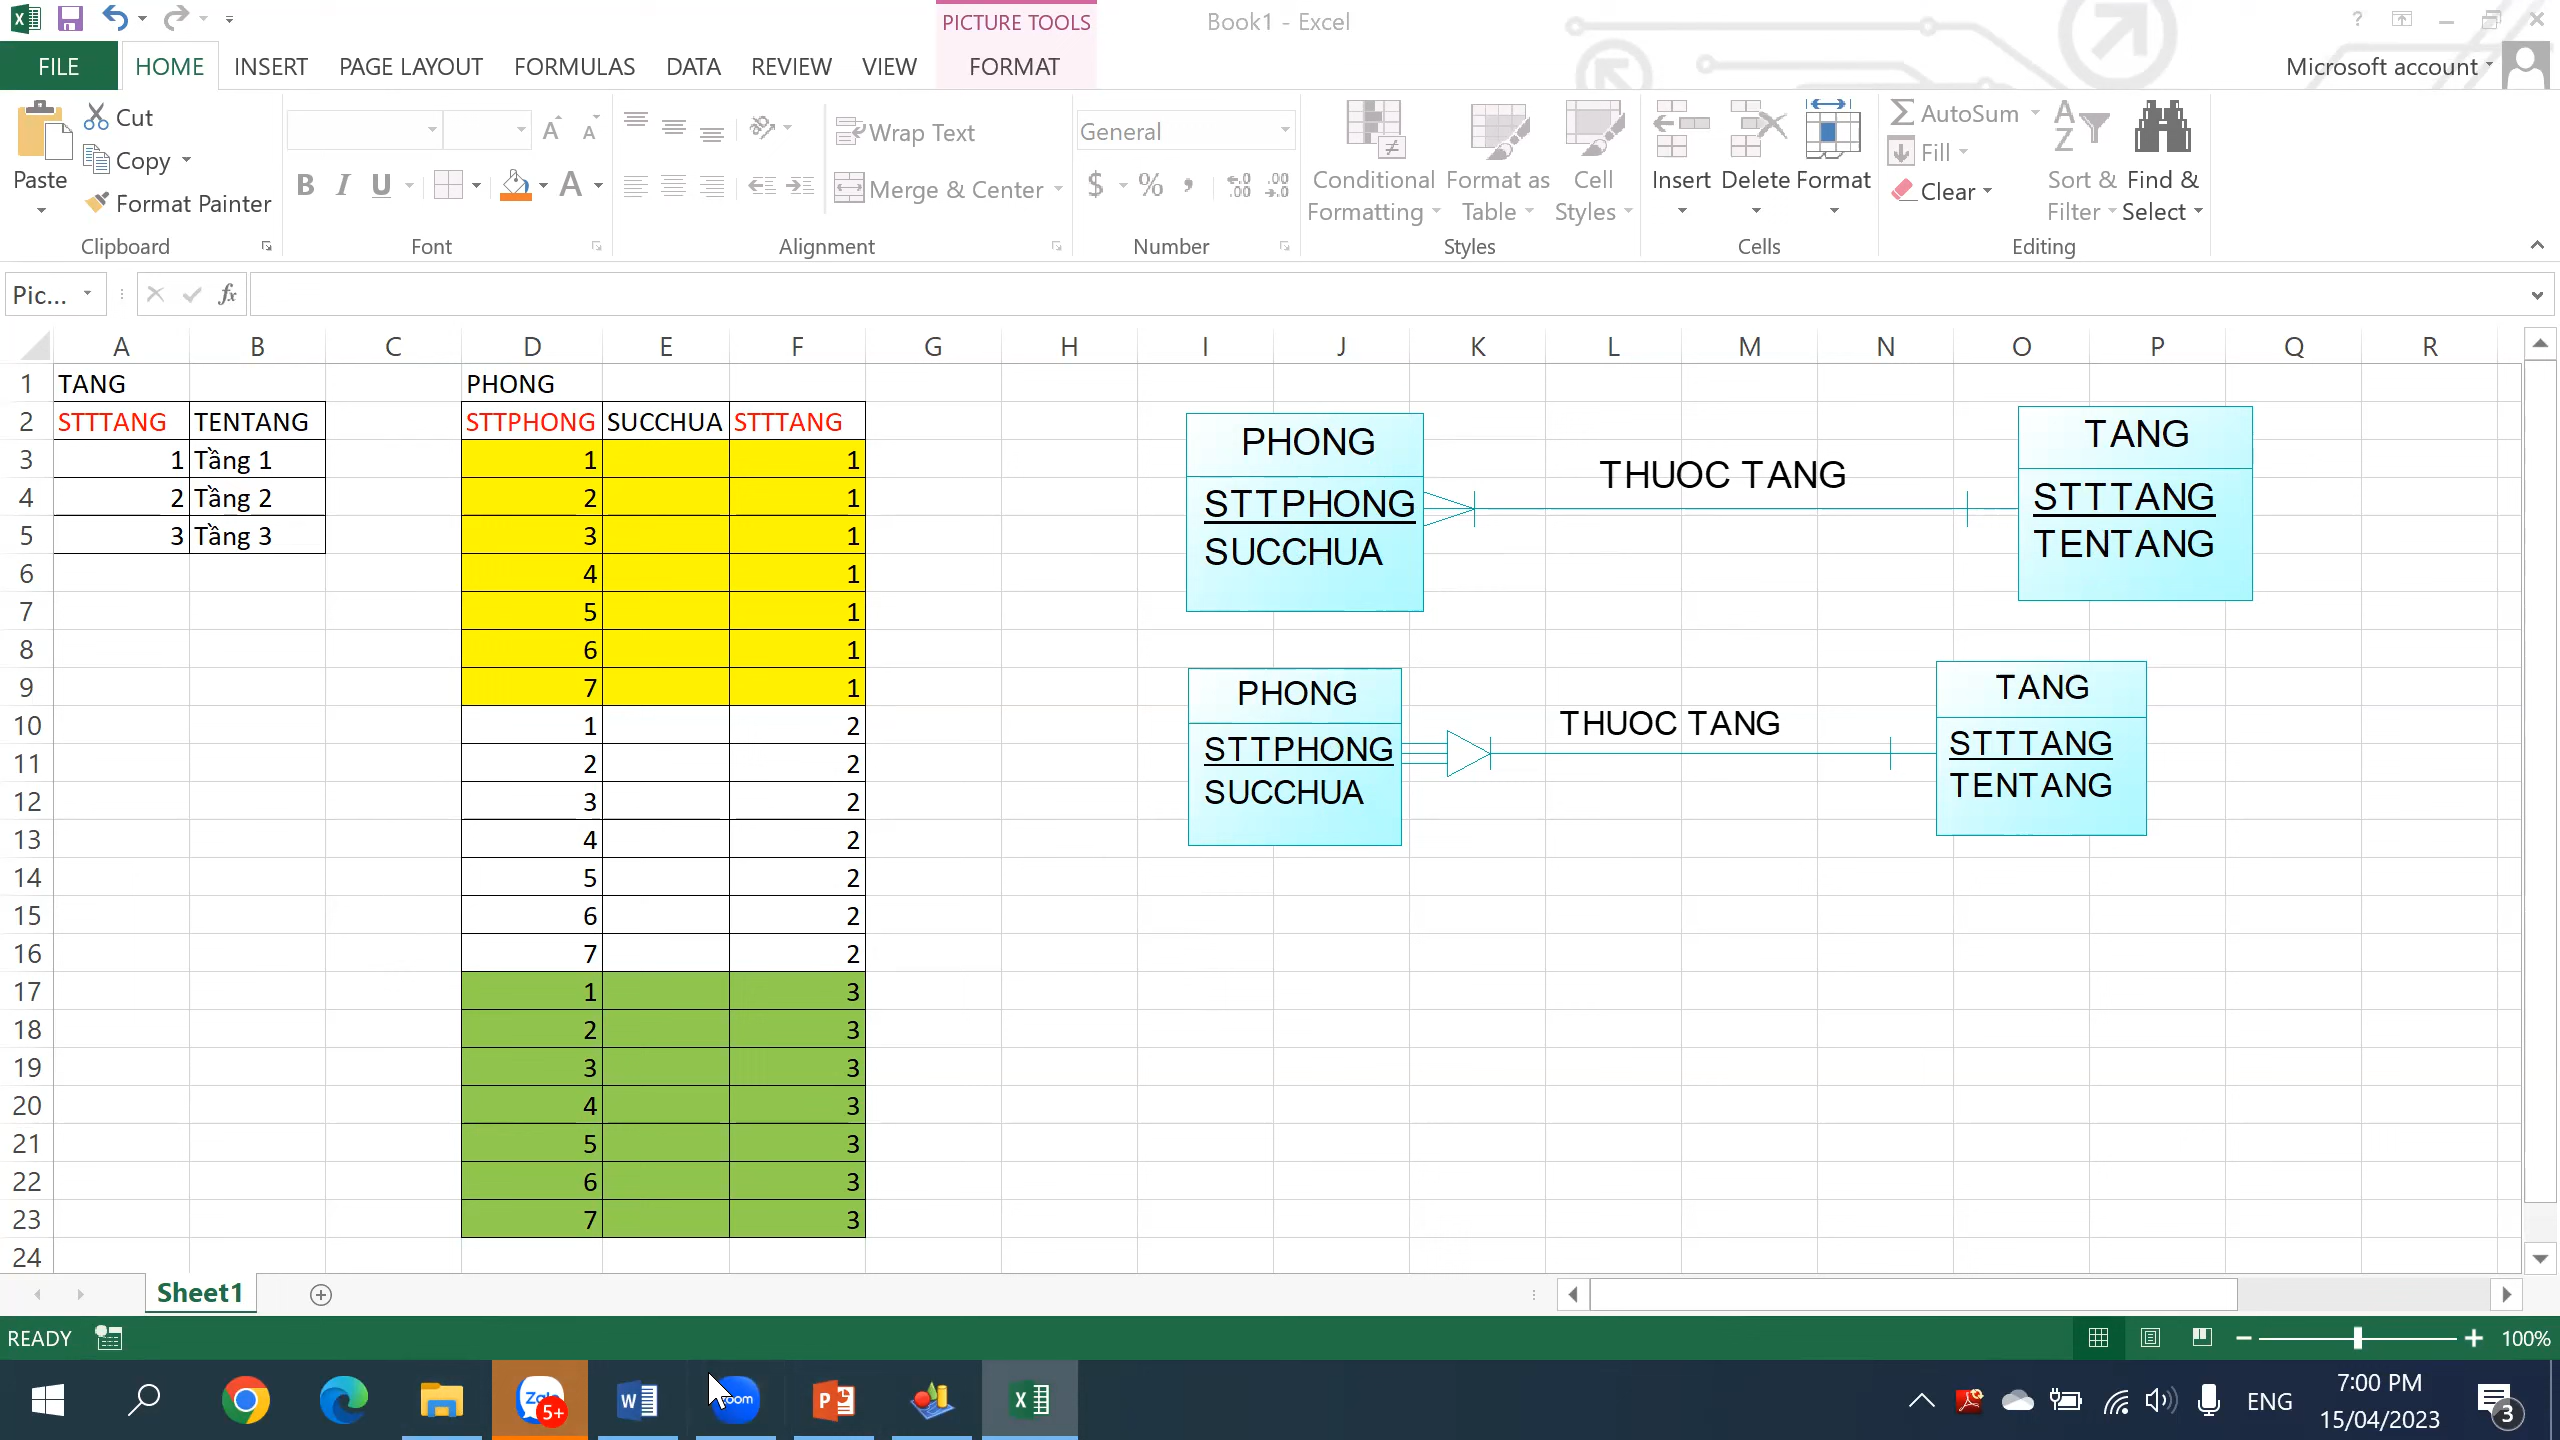 PICTURE TOOLS
Book1 - Excel
?
FILE HOME INSERT PAGE LAYOUT FORMULAS DATA REVIEW VIEW FORMAT
Microsoft account
Paste
Cut
Copy
Format Painter
Clipboard
B I U A
Font
Wrap Text
Merge & Center
Alignment
General
$ % ,
Number
Conditional Formatting
Format as Table
Cell Styles
Styles
Insert Delete Format
Cells
AutoSum
Fill
Clear
Sort & Filter
Find & Select
Editing
Pic...
fx
A B C D E F G H I J K L M N O P Q R
1 TANG PHONG
2 STTTANG TENTANG STTPHONG SUCCHUA STTTANG
3 1 Tầng 1 1 1
4 2 Tầng 2 2 1
5 3 Tầng 3 3 1
6 4 1
7 5 1
8 6 1
9 7 1
10 1 2
11 2 2
12 3 2
13 4 2
14 5 2
15 6 2
16 7 2
17 1 3
18 2 3
19 3 3
20 4 3
21 5 3
22 6 3
23 7 3
24
PHONG
STTPHONG
SUCCHUA
THUOC TANG
TANG
STTTANG
TENTANG
PHONG
STTPHONG
SUCCHUA
THUOC TANG
TANG
STTTANG
TENTANG
Sheet1
READY
100%
5+
ENG
7:00 PM
15/04/2023
3